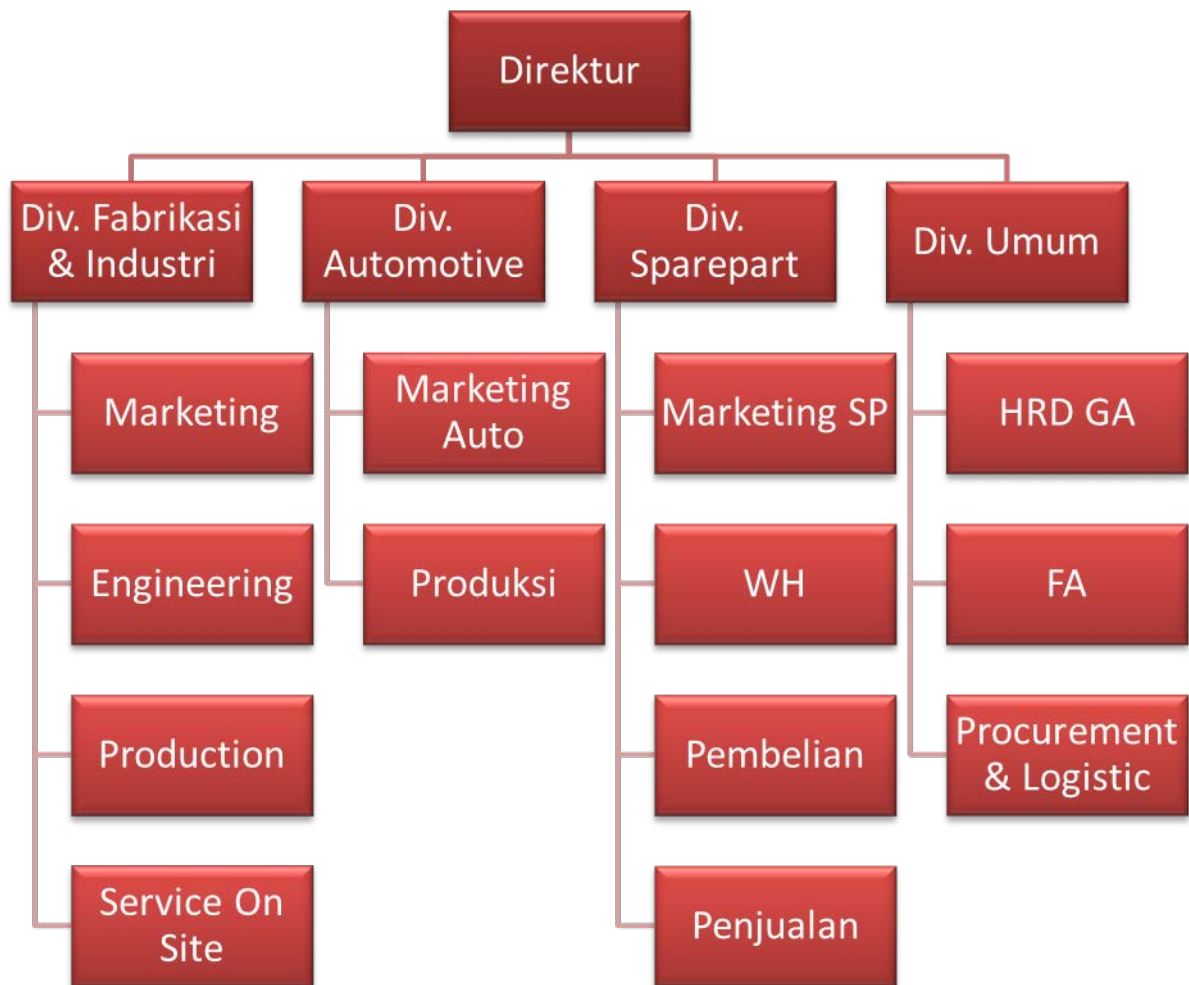 Direktur
Div. Fabrikasi
& Industri
Div.
Automotive
Div.
Sparepart
Div. Umum
Marketing
Engineering
Production
Service On
Site
Marketing
Auto
Produksi
Marketing SP
WH
Pembelian
Penjualan
HRD GA
FA
Procurement
& Logistic